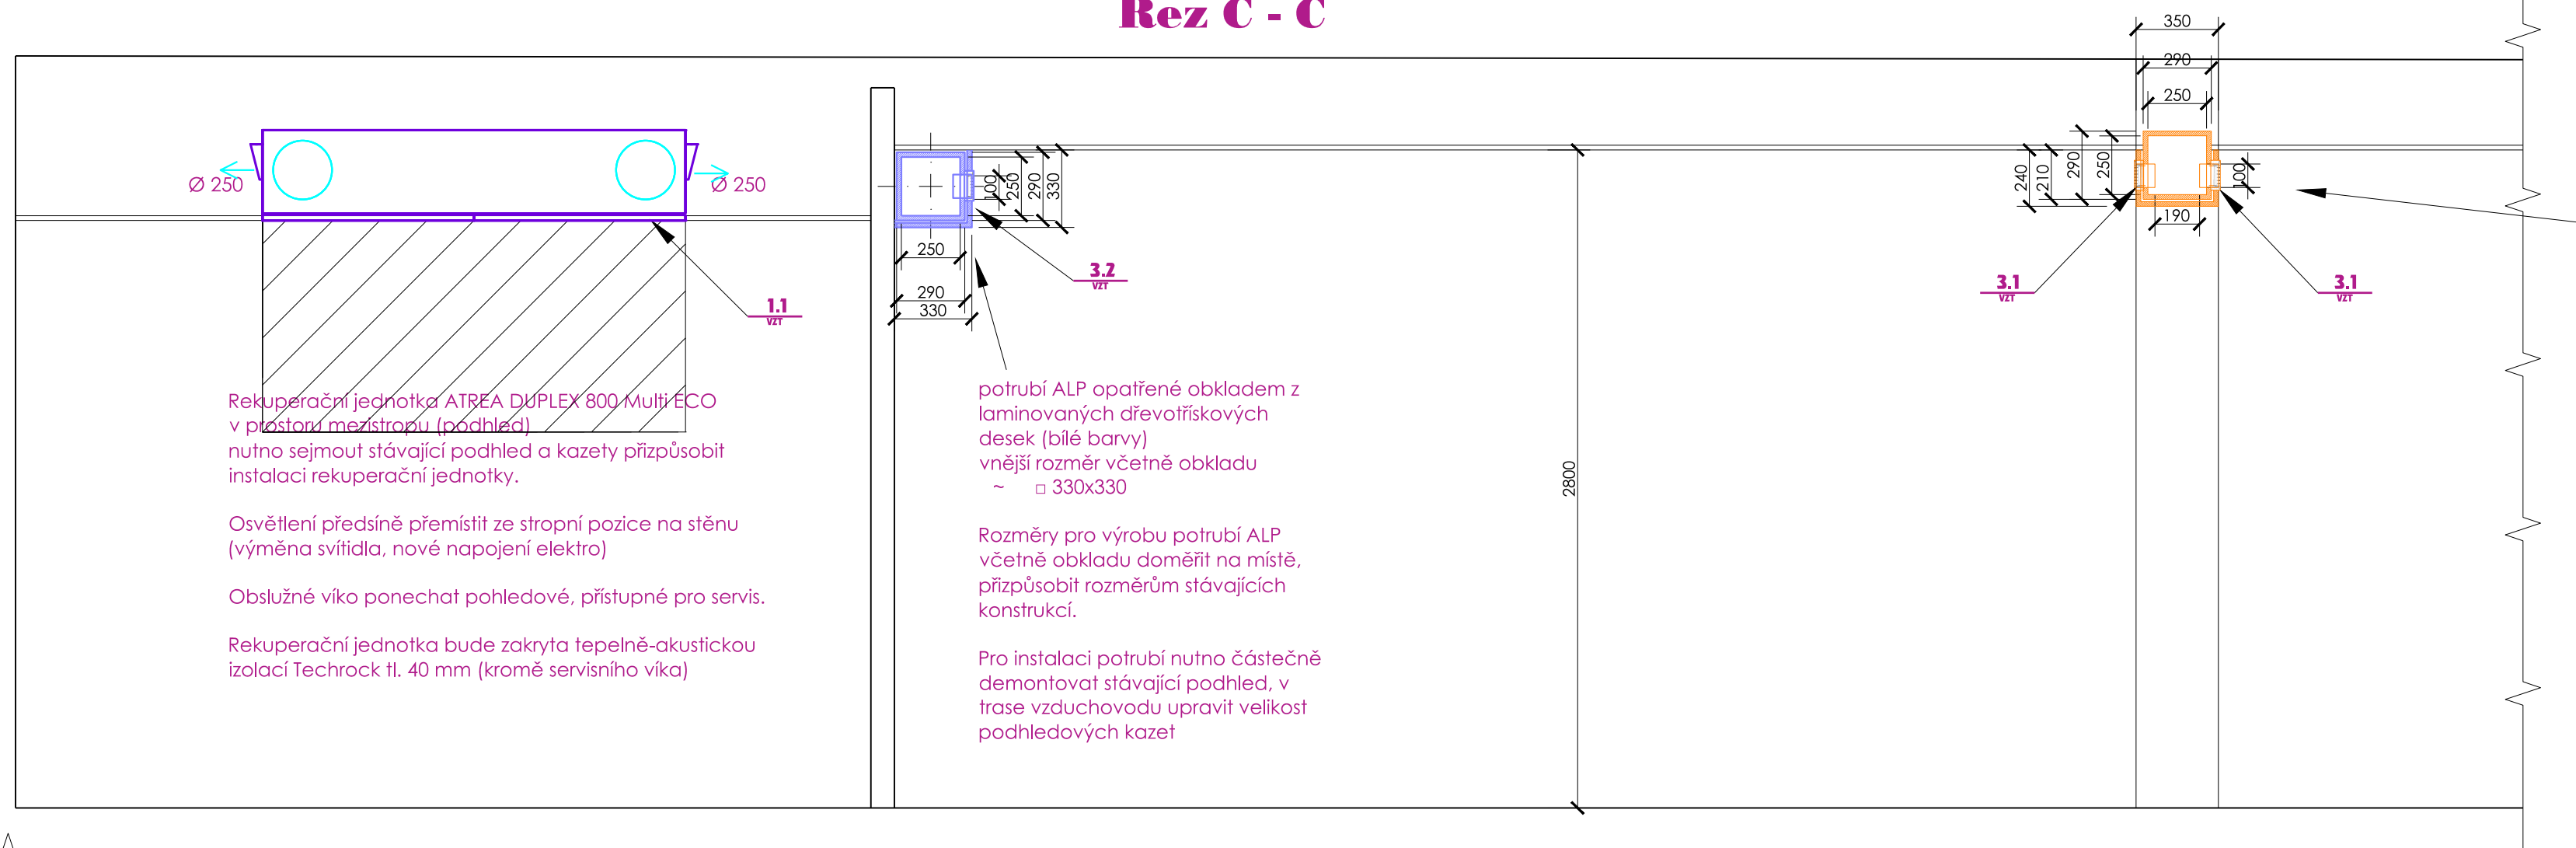 Řez C - C
350
290
250
Ø 250
Ø 250
100
250
290
330
240
210
290
250
100
190
250
290
330
3.2
VZT
1.1
VZT
3.1
VZT
3.1
VZT
2800
Rekuperační jednotka ATREA DUPLEX 800 Multi ECO
v prostoru mezistropu (podhled)
nutno sejmout stávající podhled a kazety přizpůsobit
instalaci rekuperační jednotky.
Osvětlení předsíně přemístit ze stropní pozice na stěnu
(výměna svítidla, nové napojení elektro)
Obslužné víko ponechat pohledové, přístupné pro servis.
Rekuperační jednotka bude zakryta tepelně-akustickou
izolací Techrock tl. 40 mm (kromě servisního víka)
potrubí ALP opatřené obkladem z
laminovaných dřevotřískových
desek (bílé barvy)
vnější rozměr včetně obkladu
~ □ 330x330
Rozměry pro výrobu potrubí ALP
včetně obkladu doměřit na místě,
přizpůsobit rozměrům stávajících
konstrukcí.
Pro instalaci potrubí nutno částečně
demontovat stávající podhled, v
trase vzduchovodu upravit velikost
podhledových kazet